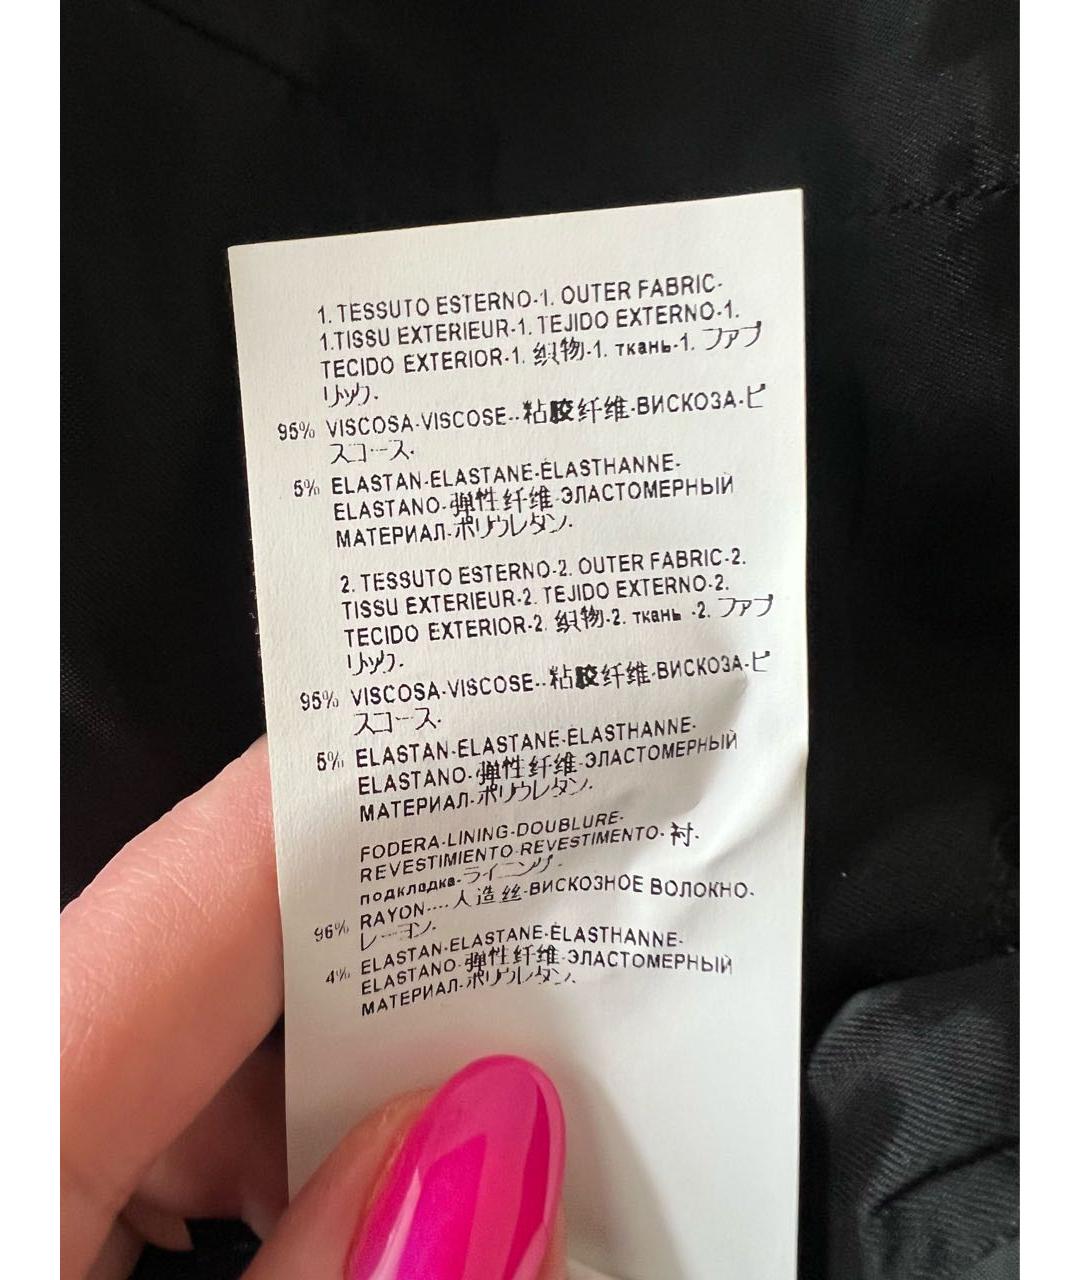 1. TESSUTO ESTERNO-1. OUTER FABRIC-
1.TISSU EXTERIEUR-1. TEJIDO EXTERNO-1.
TECIDO EXTERIOR-1. 织物-1. ткань-1. ファブ
リック.
95% VISCOSA-VISCOSE--粘胶纤维-ВИСКОЗА-ビ
スコース.
5% ELASTAN-ELASTANE-ÉLASTHANNE-
ELASTANO-弹性纤维-ЭЛАСТОМЕРНЫЙ
МАТЕРИАЛ-ポリウレタン.
2. TESSUTO ESTERNO-2. OUTER FABRIC-2.
TISSU EXTERIEUR-2. TEJIDO EXTERNO-2.
TECIDO EXTERIOR-2. 织物-2. ткань -2. ファブ
リック.
95% VISCOSA-VISCOSE--粘胶纤维-ВИСКОЗА-ビ
スコース.
5% ELASTAN-ELASTANE-ÉLASTHANNE-
ELASTANO-弹性纤维-ЭЛАСТОМЕРНЫЙ
МАТЕРИАЛ-ポリウレタン.
FODERA-LINING-DOUBLURE-
REVESTIMIENTO-REVESTIMENTO-衬.
подкладка-ライニング.
96% RAYON----人造丝-ВИСКОЗНОЕ ВОЛОКНО-
レーヨン.
4% ELASTAN-ELASTANE-ÉLASTHANNE-
ELASTANO-弹性纤维-ЭЛАСТОМЕРНЫЙ
МАТЕРИАЛ-ポリウレタン.